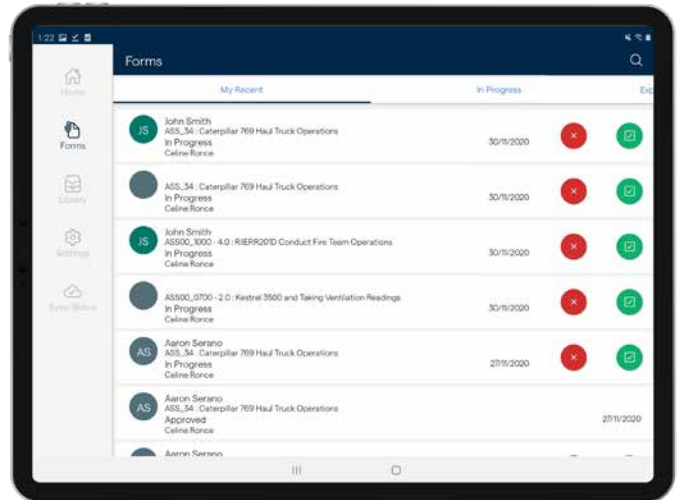 1:22
Forms
Home
Forms
Library
Settings
Sync Status
My Recent
In Progress
Exp
JS
John Smith
ASS_34 : Caterpillar 769 Haul Truck Operations
In Progress
Celine Ronce
30/11/2020
ASS_34 : Caterpillar 769 Haul Truck Operations
In Progress
Celine Ronce
30/11/2020
JS
John Smith
ASS00_1000 - 4.0 : RIIERR201D Conduct Fire Team Operations
In Progress
Celine Ronce
30/11/2020
ASS00_0700 - 2.0 : Kestrel 3500 and Taking Ventilation Readings
In Progress
Celine Ronce
30/11/2020
AS
Aaron Serano
ASS_34 : Caterpillar 769 Haul Truck Operations
In Progress
Celine Ronce
27/11/2020
AS
Aaron Serano
ASS_34 : Caterpillar 769 Haul Truck Operations
Approved
Celine Ronce
27/11/2020
Aaron Serano